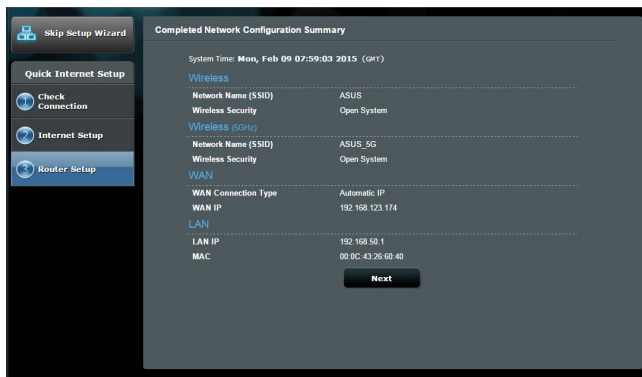 Skip Setup Wizard
Quick Internet Setup
1 Check
Connection
2 Internet Setup
3 Router Setup
Completed Network Configuration Summary
System Time: Mon, Feb 09 07:59:03 2015 (GMT)
Wireless
Network Name (SSID) ASUS
Wireless Security Open System
Wireless (5GHz)
Network Name (SSID) ASUS_5G
Wireless Security Open System
WAN
WAN Connection Type Automatic IP
WAN IP 192.168.123.174
LAN
LAN IP 192.168.50.1
MAC 00:0C:43:26:60:40
Next